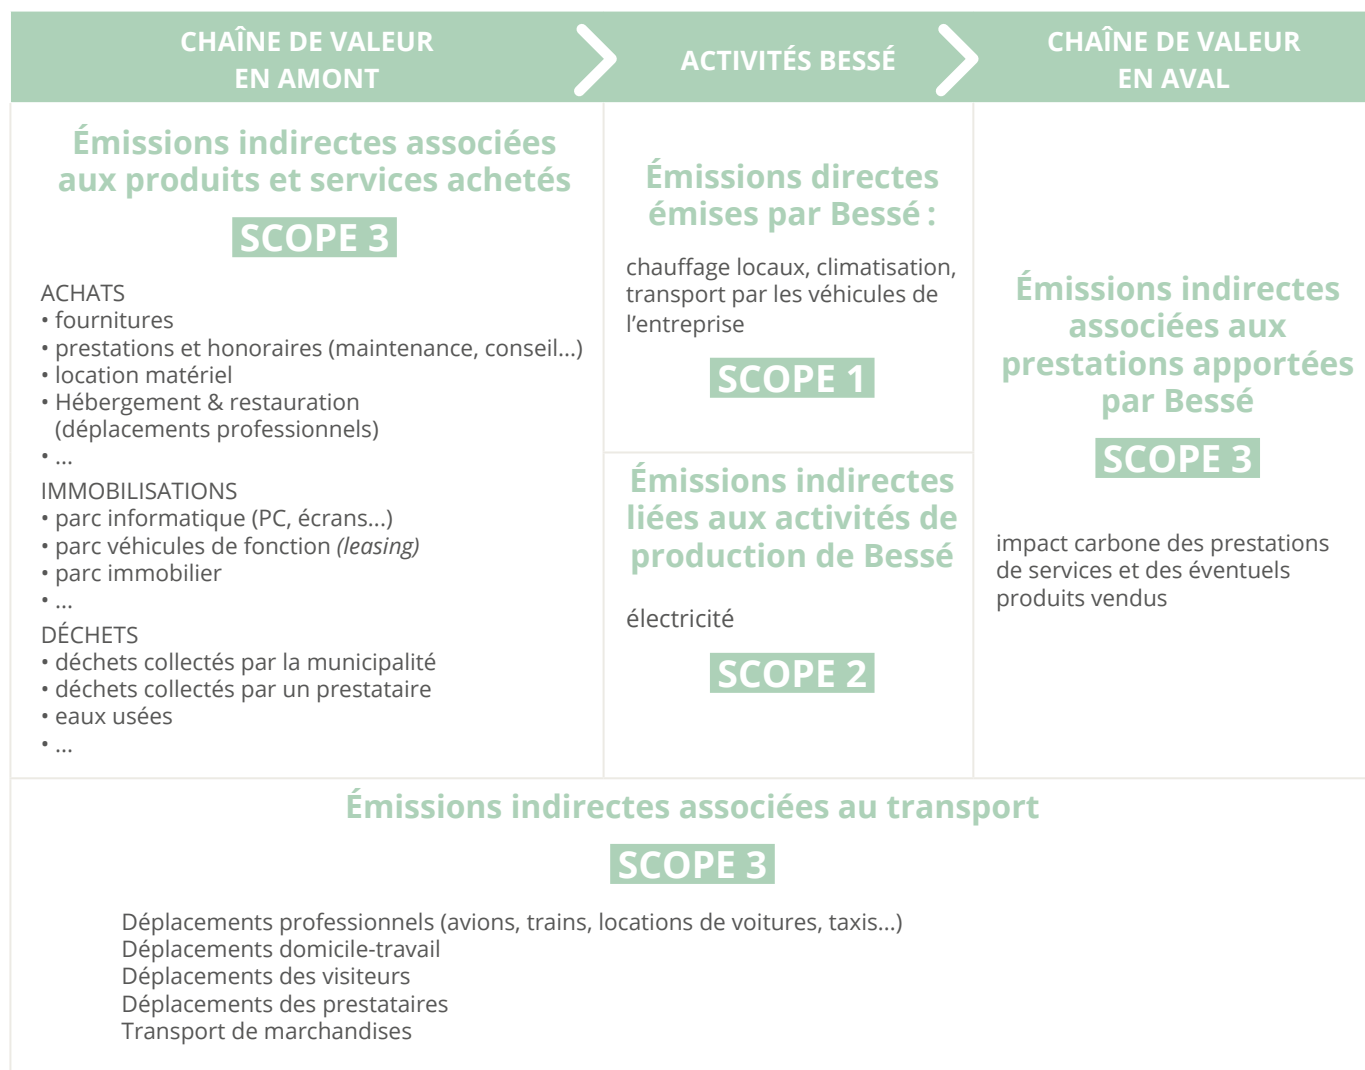 CHAÎNE DE VALEUR
EN AMONT
ACTIVITÉS BESSÉ
CHAÎNE DE VALEUR
EN AVAL
Émissions indirectes associées
aux produits et services achetés
SCOPE 3
ACHATS
• fournitures
• prestations et honoraires (maintenance, conseil...)
• location matériel
• Hébergement & restauration
(déplacements professionnels)
• ...
IMMOBILISATIONS
• parc informatique (PC, écrans...)
• parc véhicules de fonction (leasing)
• parc immobilier
• ...
DÉCHETS
• déchets collectés par la municipalité
• déchets collectés par un prestataire
• eaux usées
• ...
Émissions directes
émises par Bessé :
chauffage locaux, climatisation,
transport par les véhicules de
l'entreprise
SCOPE 1
Émissions indirectes
liées aux activités de
production de Bessé
électricité
SCOPE 2
Émissions indirectes
associées aux
prestations apportées
par Bessé
SCOPE 3
impact carbone des prestations
de services et des éventuels
produits vendus
Émissions indirectes associées au transport
SCOPE 3
Déplacements professionnels (avions, trains, locations de voitures, taxis...)
Déplacements domicile-travail
Déplacements des visiteurs
Déplacements des prestataires
Transport de marchandises